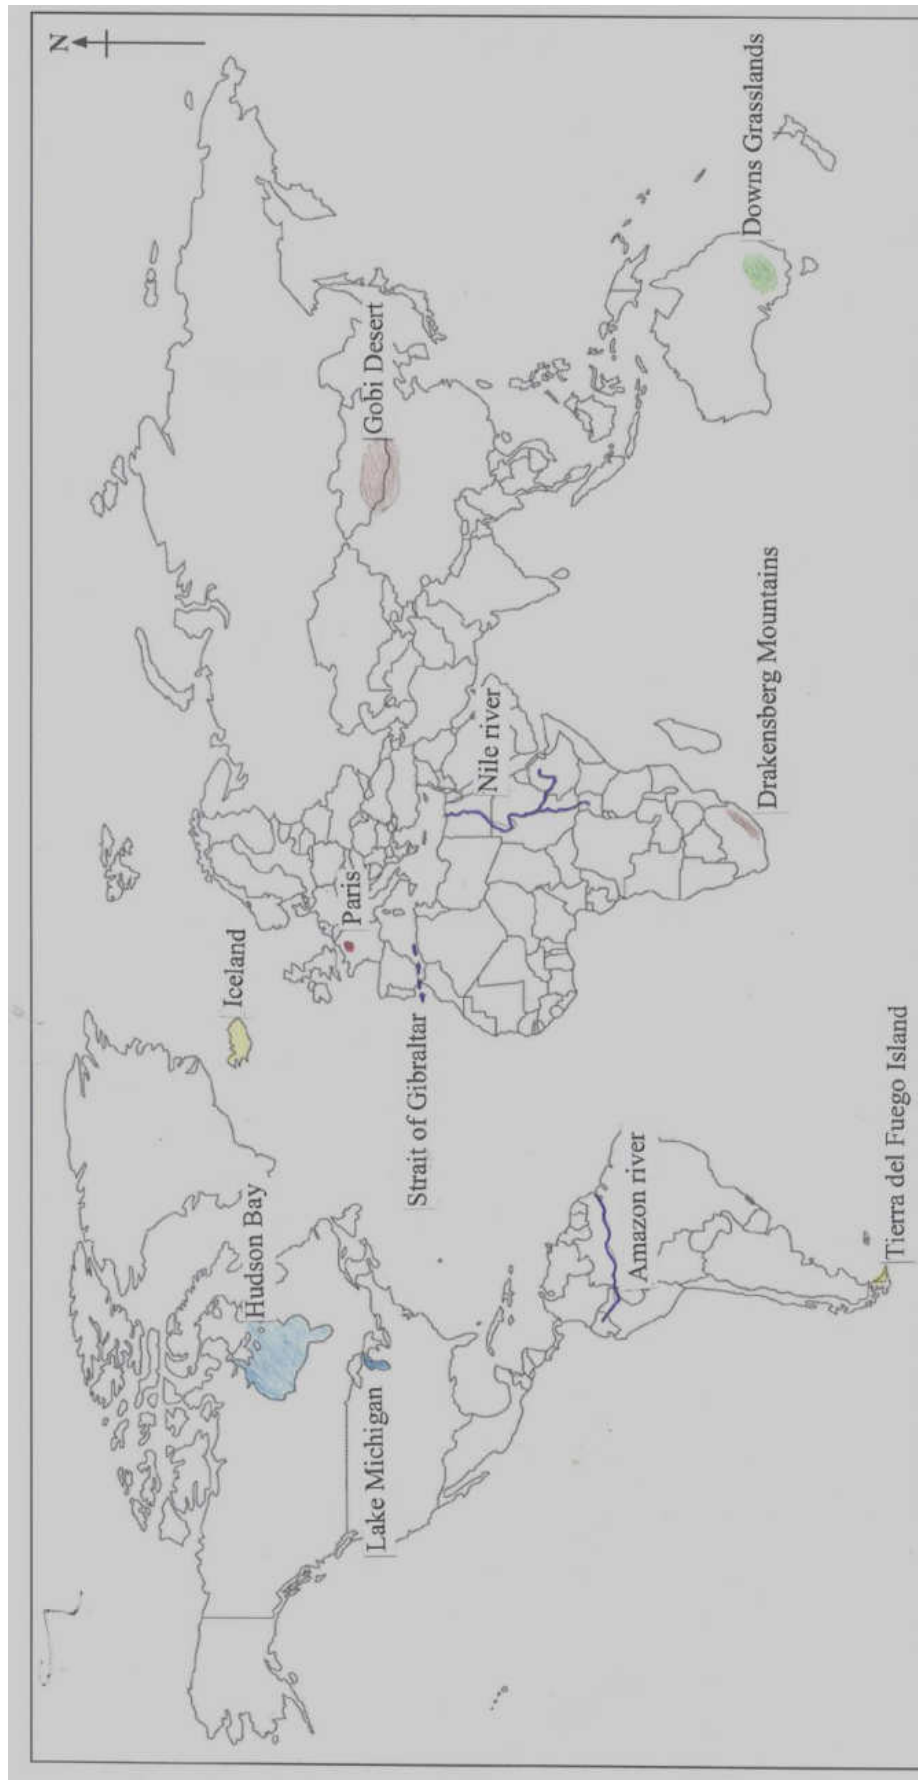 N
Iceland
Hudson Bay
Paris
Gobi Desert
Lake Michigan
Strait of Gibraltar
Nile river
Amazon river
Downs Grasslands
Drakensberg Mountains
Tierra del Fuego Island